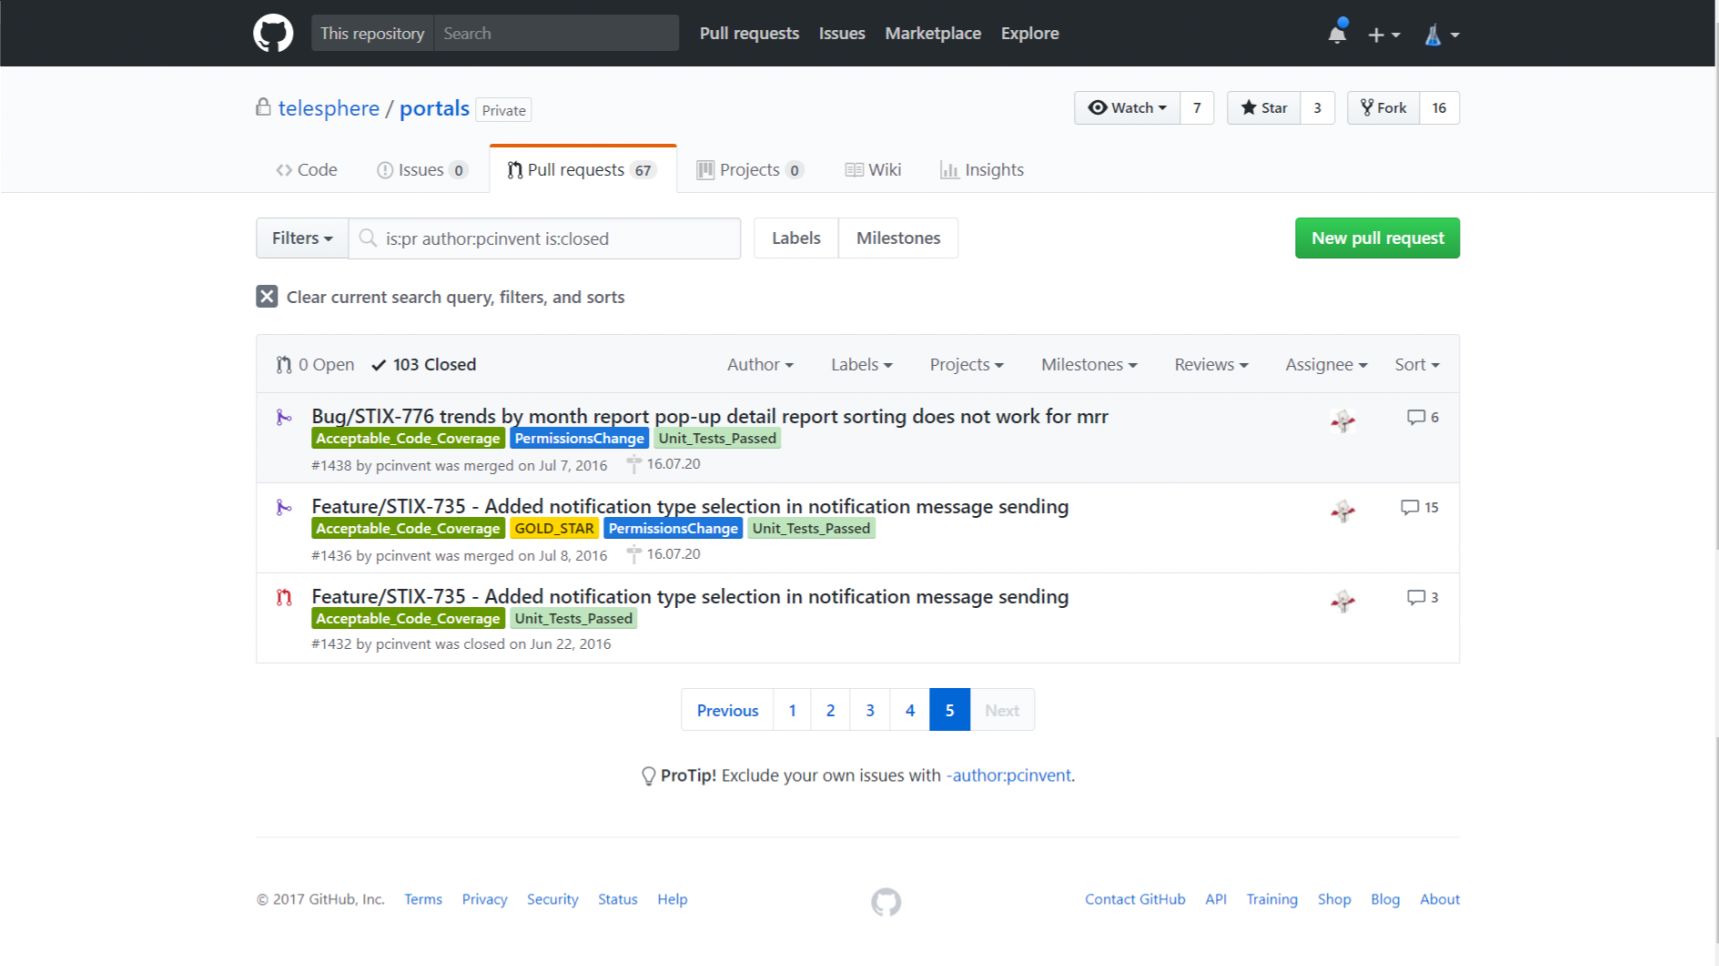 This repository Search Pull requests Issues Marketplace Explore
telesphere / portals Private Watch 7 Star 3 Fork 16
Code Issues 0 Pull requests 67 Projects 0 Wiki Insights
Filters is:pr author:pcinvent is:closed Labels Milestones New pull request
Clear current search query, filters, and sorts
0 Open 103 Closed Author Labels Projects Milestones Reviews Assignee Sort
Bug/STIX-776 trends by month report pop-up detail report sorting does not work for mrr 6
Acceptable_Code_Coverage PermissionsChange Unit_Tests_Passed
#1438 by pcinvent was merged on Jul 7, 2016 16.07.20
Feature/STIX-735 - Added notification type selection in notification message sending 15
Acceptable_Code_Coverage GOLD_STAR PermissionsChange Unit_Tests_Passed
#1436 by pcinvent was merged on Jul 8, 2016 16.07.20
Feature/STIX-735 - Added notification type selection in notification message sending 3
Acceptable_Code_Coverage Unit_Tests_Passed
#1432 by pcinvent was closed on Jun 22, 2016
Previous 1 2 3 4 5 Next
ProTip! Exclude your own issues with -author:pcinvent.
© 2017 GitHub, Inc. Terms Privacy Security Status Help Contact GitHub API Training Shop Blog About